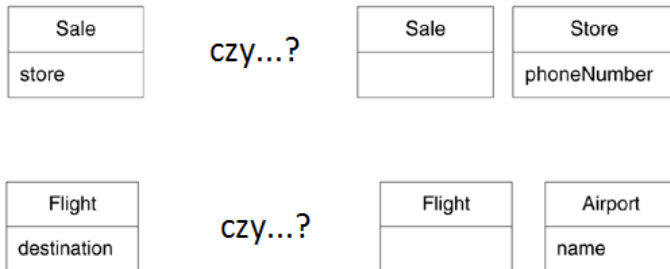 Sale
store
czy...?
Sale
Store
phoneNumber
Flight
destination
czy...?
Flight
Airport
name